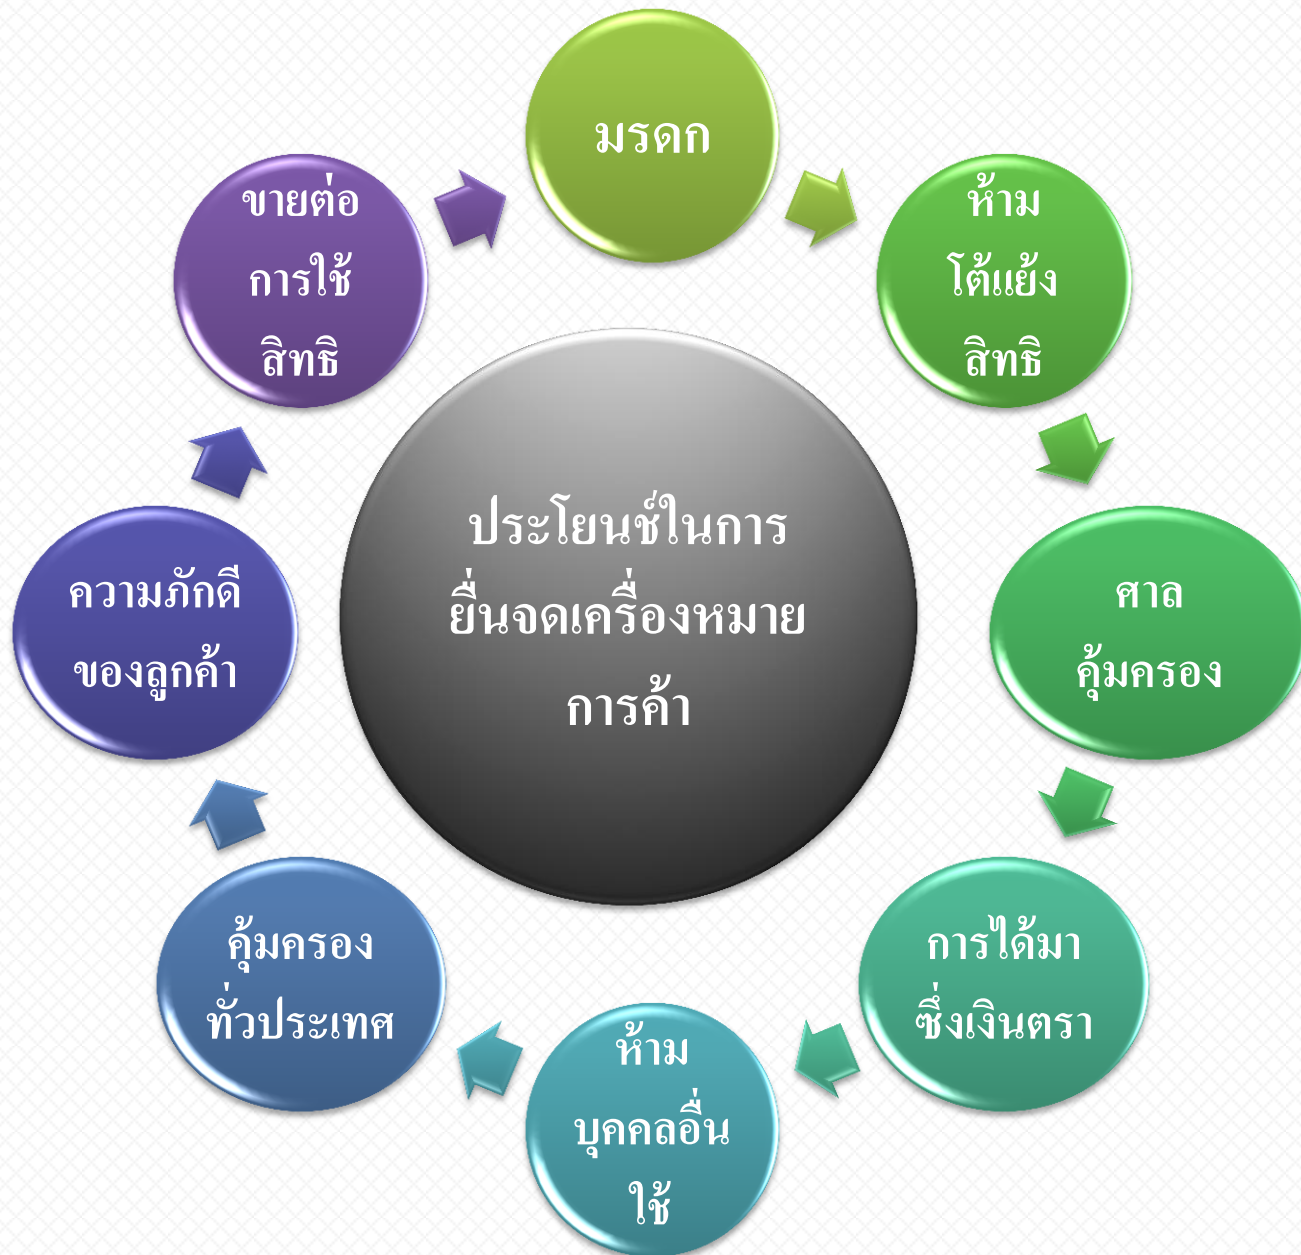 มรดก
ห้าม
โต้แย้ง
สิทธิ
ศาล
คุ้มครอง
การได้มา
ซึ่งเงินตรา
ห้าม
บุคคลอื่น
ใช้
คุ้มครอง
ทั่วประเทศ
ความภักดี
ของลูกค้า
ขายต่อ
การใช้
สิทธิ
ประโยนช์ในการ
ยื่นจดเครื่องหมาย
การค้า